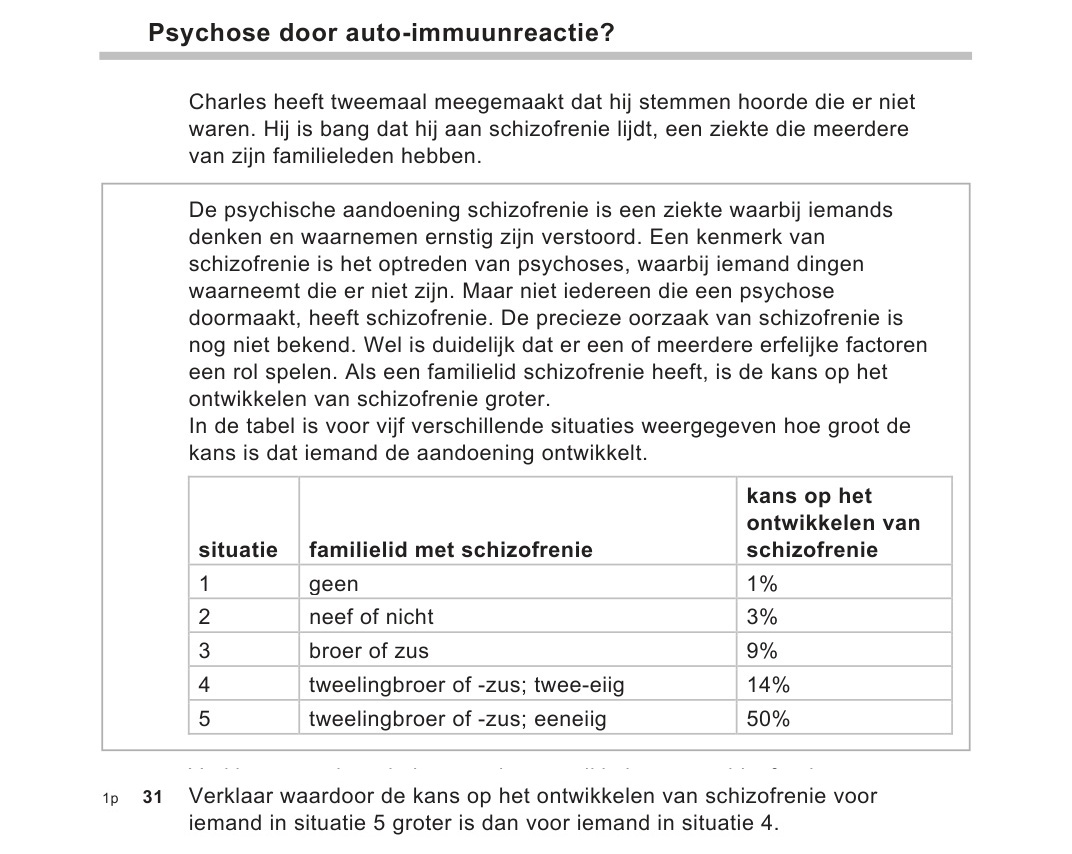 Psychose door auto-immuunreactie?
Charles heeft tweemaal meegemaakt dat hij stemmen hoorde die er niet
waren. Hij is bang dat hij aan schizofrenie lijdt, een ziekte die meerdere
van zijn familieleden hebben.
De psychische aandoening schizofrenie is een ziekte waarbij iemands
denken en waarnemen ernstig zijn verstoord. Een kenmerk van
schizofrenie is het optreden van psychoses, waarbij iemand dingen
waarneemt die er niet zijn. Maar niet iedereen die een psychose
doormaakt, heeft schizofrenie. De precieze oorzaak van schizofrenie is
nog niet bekend. Wel is duidelijk dat er een of meerdere erfelijke factoren
een rol spelen. Als een familielid schizofrenie heeft, is de kans op het
ontwikkelen van schizofrenie groter.
In de tabel is voor vijf verschillende situaties weergegeven hoe groot de
kans is dat iemand de aandoening ontwikkelt.
kans op het
ontwikkelen van
situatie familielid met schizofrenie schizofrenie
1 geen 1%
2 neef of nicht 3%
3 broer of zus 9%
4 tweelingbroer of -zus; twee-eiig 14%
5 tweelingbroer of -zus; eeneiig 50%
1p 31 Verklaar waardoor de kans op het ontwikkelen van schizofrenie voor
iemand in situatie 5 groter is dan voor iemand in situatie 4.